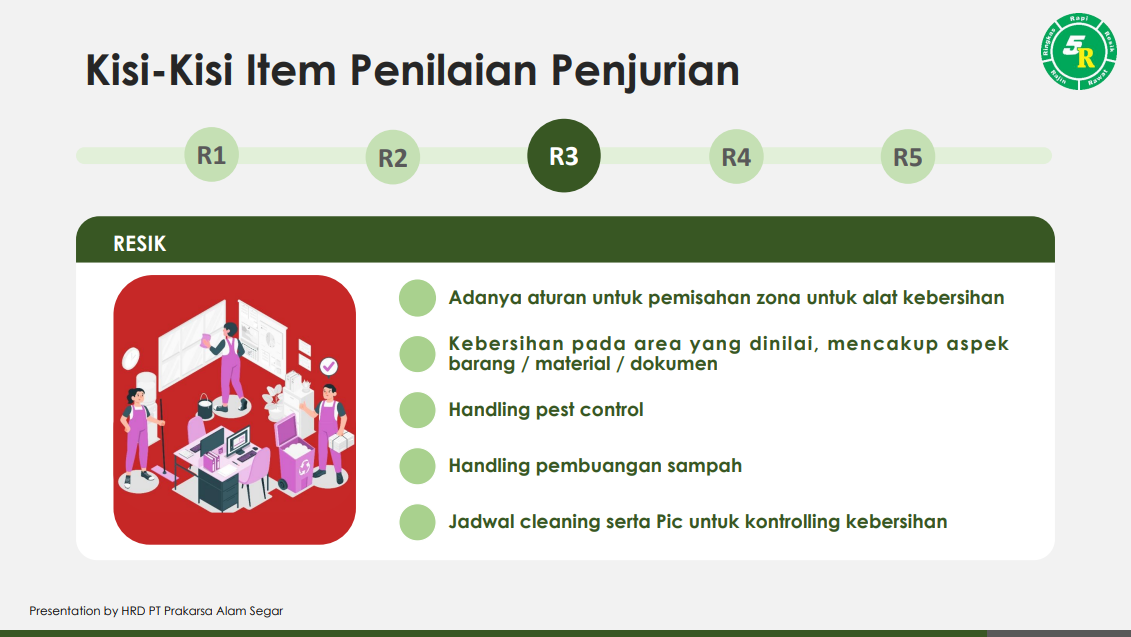 Kisi-Kisi Item Penilaian Penjurian
Ringkas
Rapi
Resik
Rawat
Rajin
5R
R1
R2
R3
R4
R5
RESIK
Adanya aturan untuk pemisahan zona untuk alat kebersihan
Kebersihan pada area yang dinilai, mencakup aspek
barang / material / dokumen
Handling pest control
Handling pembuangan sampah
Jadwal cleaning serta Pic untuk kontrolling kebersihan
Presentation by HRD PT Prakarsa Alam Segar